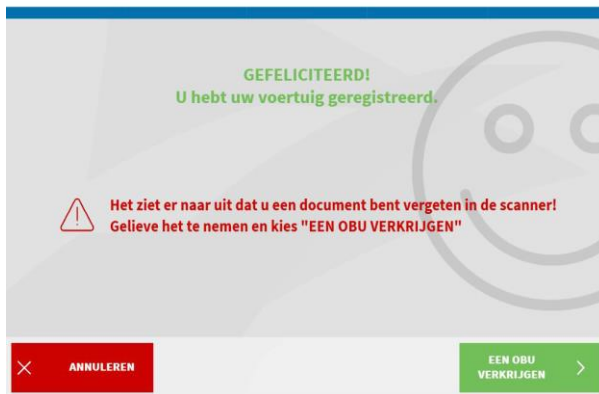 GEFELICITEERD!
U hebt uw voertuig geregistreerd.
Het ziet er naar uit dat u een document bent vergeten in de scanner!
Gelieve het te nemen en kies "EEN OBU VERKRIJGEN"
ANNULEREN
EEN OBU
VERKRIJGEN